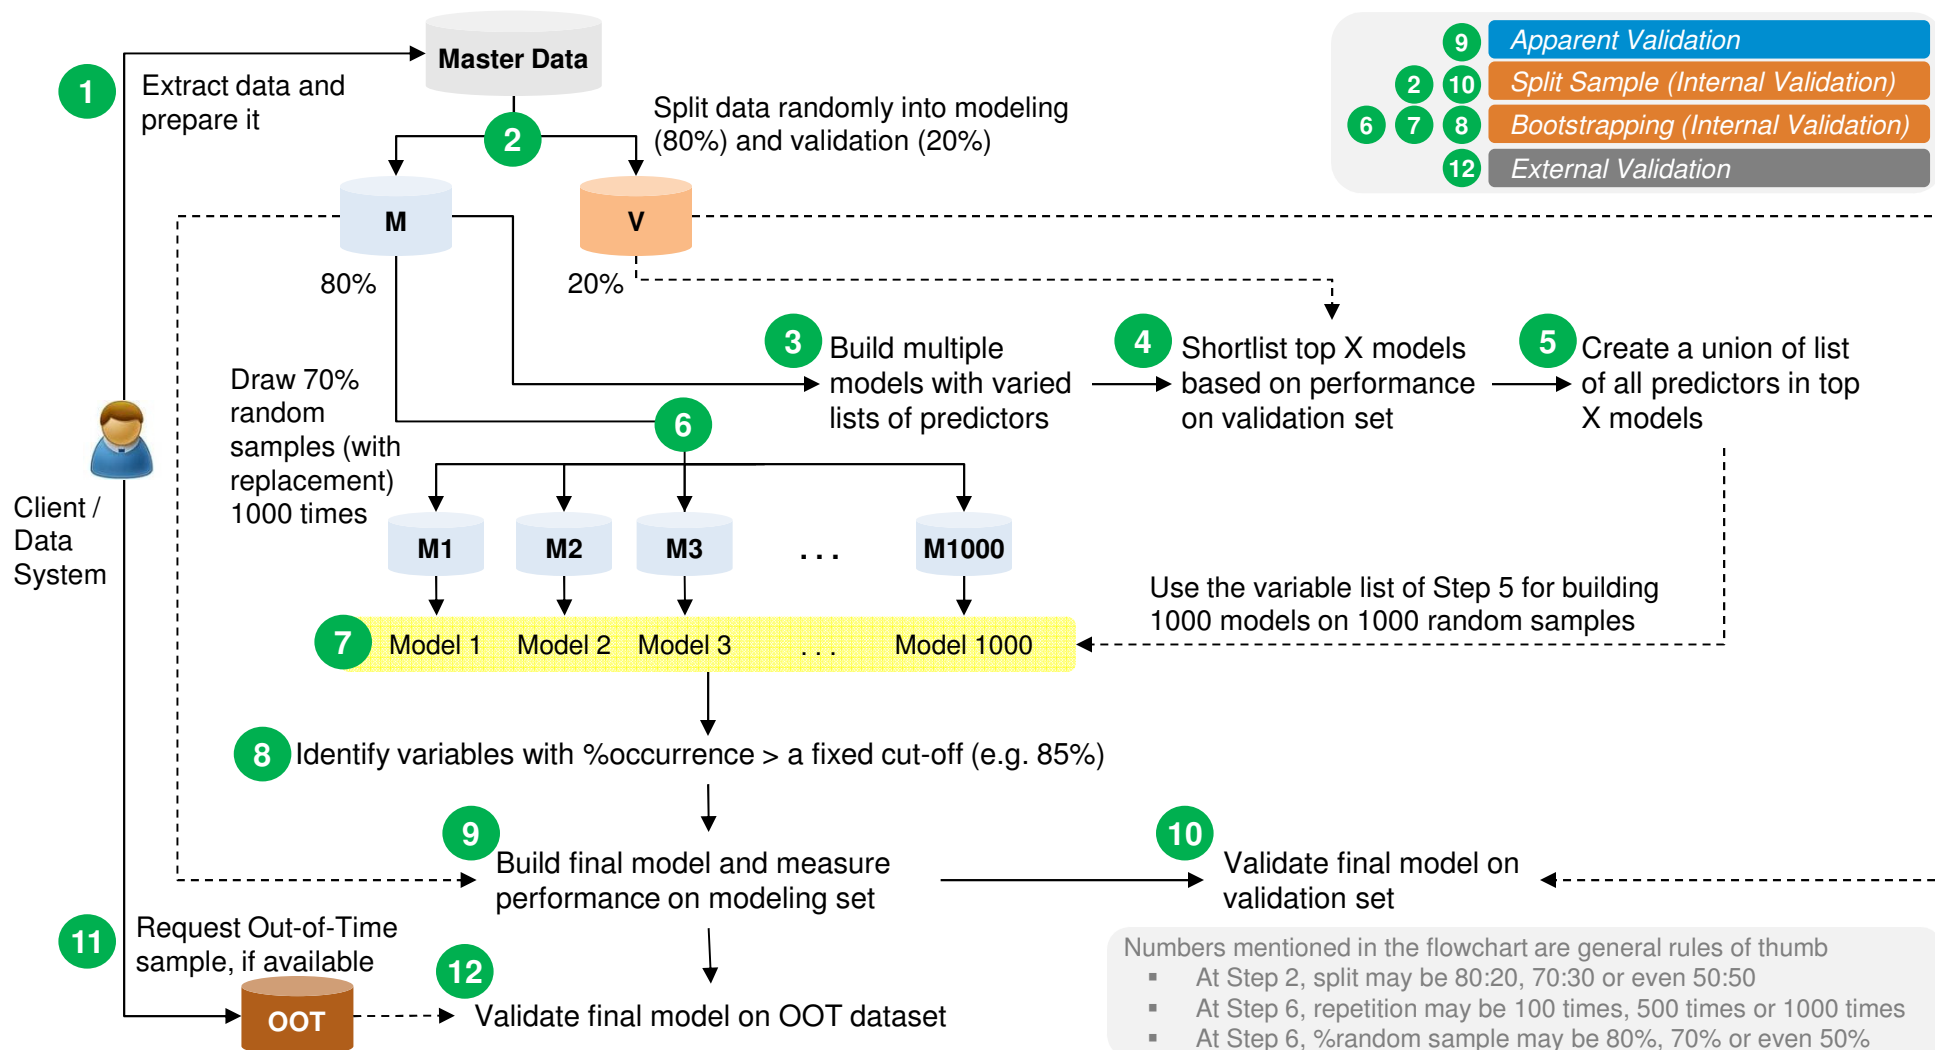 Master Data
1
Extract data and
prepare it
2
Split data randomly into modeling
(80%) and validation (20%)
9 Apparent Validation
2 10 Split Sample (Internal Validation)
6 7 8 Bootstrapping (Internal Validation)
12 External Validation
M
V
80%
20%
3
Build multiple
models with varied
lists of predictors
4
Shortlist top X models
based on performance
on validation set
5
Create a union of list
of all predictors in top
X models
Draw 70%
random
samples (with
replacement)
1000 times
6
Client /
Data
System
M1 M2 M3 . . . M1000
Use the variable list of Step 5 for building
1000 models on 1000 random samples
7 Model 1 Model 2 Model 3 . . . Model 1000
8 Identify variables with %occurrence > a fixed cut-off (e.g. 85%)
9
Build final model and measure
performance on modeling set
10
Validate final model on
validation set
11
Request Out-of-Time
sample, if available
OOT
12
Validate final model on OOT dataset
Numbers mentioned in the flowchart are general rules of thumb
▪ At Step 2, split may be 80:20, 70:30 or even 50:50
▪ At Step 6, repetition may be 100 times, 500 times or 1000 times
▪ At Step 6, %random sample may be 80%, 70% or even 50%